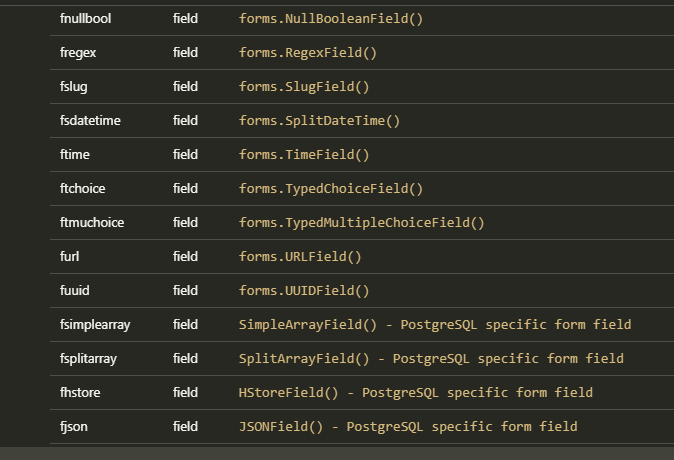 fnullbool field forms.NullBooleanField()
fregex field forms.RegexField()
fslug field forms.SlugField()
fsdatetime field forms.SplitDateTime()
ftime field forms.TimeField()
ftchoice field forms.TypedChoiceField()
ftmuchoice field forms.TypedMultipleChoiceField()
furl field forms.URLField()
fuuid field forms.UUIDField()
fsimplearray field SimpleArrayField() - PostgreSQL specific form field
fsplitarray field SplitArrayField() - PostgreSQL specific form field
fhstore field HStoreField() - PostgreSQL specific form field
fjson field JSONField() - PostgreSQL specific form field